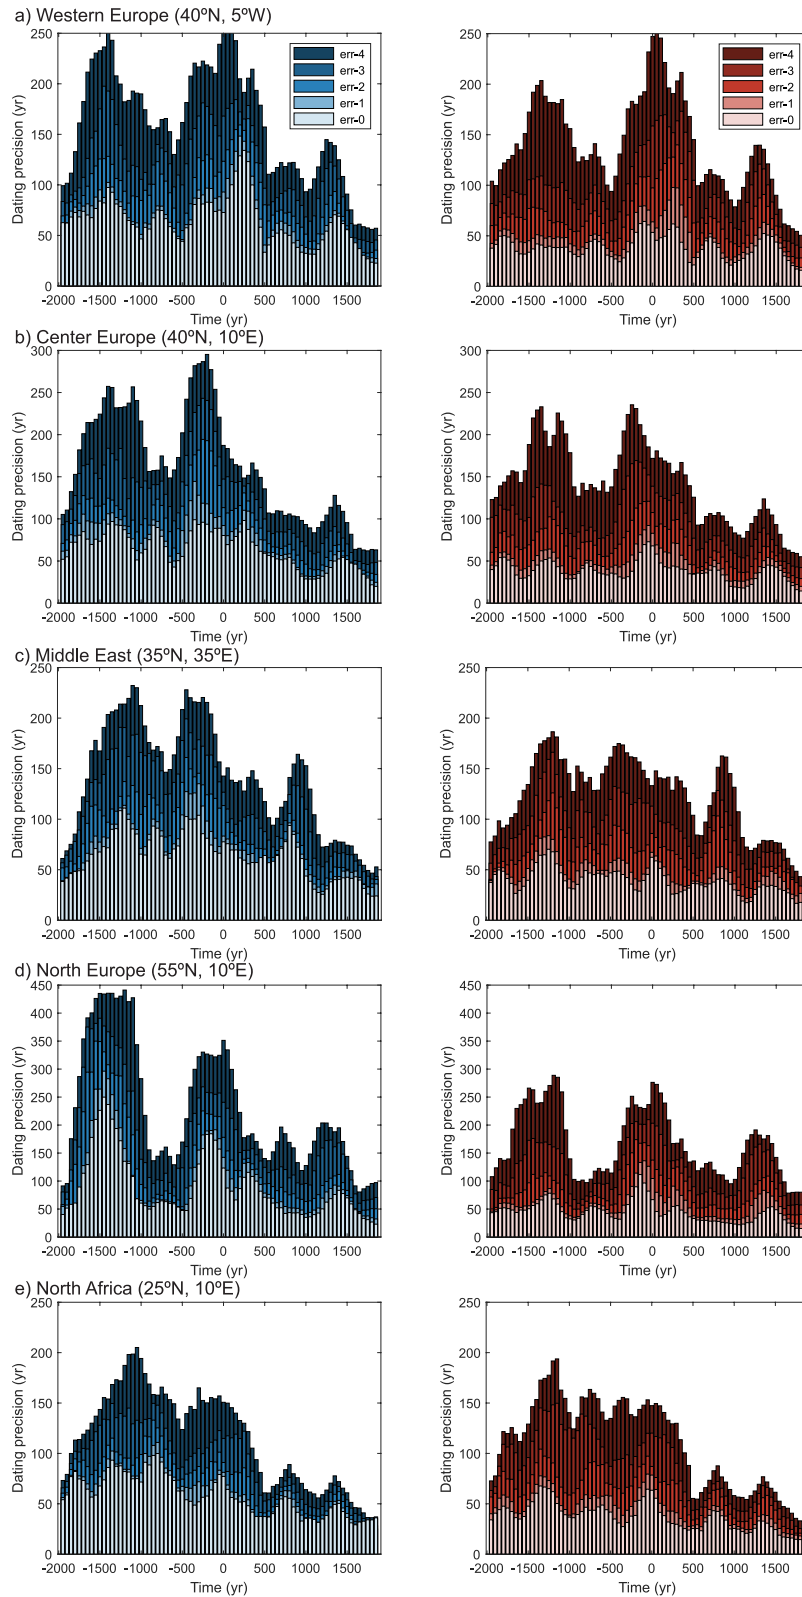 a) Western Europe (40ºN, 5ºW)
250
200
150
100
50
0
Dating precision (yr)
err-4
err-3
err-2
err-1
err-0
-2000 -1500 -1000 -500 0 500 1000 1500
Time (yr)
250
200
150
100
50
0
Dating precision (yr)
err-4
err-3
err-2
err-1
err-0
-2000 -1500 -1000 -500 0 500 1000 1500
Time (yr)
b) Center Europe (40ºN, 10ºE)
300
250
200
150
100
50
0
Dating precision (yr)
-2000 -1500 -1000 -500 0 500 1000 1500
Time (yr)
300
250
200
150
100
50
0
Dating precision (yr)
-2000 -1500 -1000 -500 0 500 1000 1500
Time (yr)
c) Middle East (35ºN, 35ºE)
250
200
150
100
50
0
Dating precision (yr)
-2000 -1500 -1000 -500 0 500 1000 1500
Time (yr)
250
200
150
100
50
0
Dating precision (yr)
-2000 -1500 -1000 -500 0 500 1000 1500
Time (yr)
d) North Europe (55ºN, 10ºE)
450
400
350
300
250
200
150
100
50
0
Dating precision (yr)
-2000 -1500 -1000 -500 0 500 1000 1500
Time (yr)
450
400
350
300
250
200
150
100
50
0
Dating precision (yr)
-2000 -1500 -1000 -500 0 500 1000 1500
Time (yr)
e) North Africa (25ºN, 10ºE)
250
200
150
100
50
0
Dating precision (yr)
-2000 -1500 -1000 -500 0 500 1000 1500
Time (yr)
250
200
150
100
50
0
Dating precision (yr)
-2000 -1500 -1000 -500 0 500 1000 1500
Time (yr)